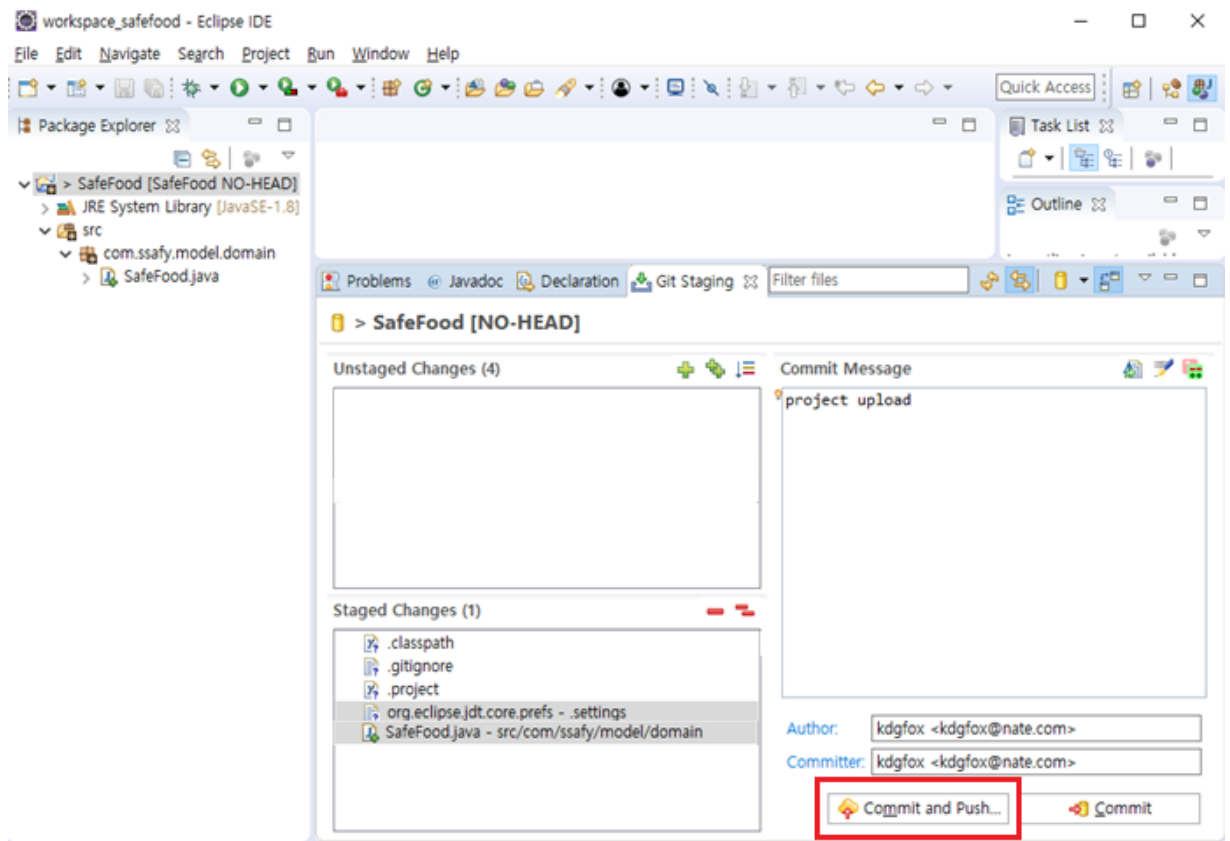 workspace_safefood - Eclipse IDE
File Edit Navigate Search Project Run Window Help
Quick Access
Package Explorer
Task List
> SafeFood [SafeFood NO-HEAD]
JRE System Library [JavaSE-1.8]
src
com.ssafy.model.domain
SafeFood.java
Outline
Problems @ Javadoc Declaration Git Staging Filter files
> SafeFood [NO-HEAD]
Unstaged Changes (4)
Commit Message
project upload
Staged Changes (1)
.classpath
.gitignore
.project
org.eclipse.jdt.core.prefs - .settings
SafeFood.java - src/com/ssafy/model/domain
Author: kdgfox <kdgfox@nate.com>
Committer: kdgfox <kdgfox@nate.com>
Commit and Push... Commit